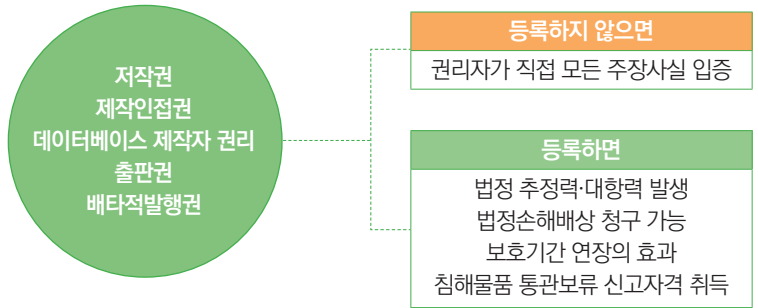 저작권
제작인접권
데이터베이스 제작자 권리
출판권
배타적발행권
등록하지 않으면
권리자가 직접 모든 주장사실 입증
등록하면
법정 추정력·대항력 발생
법정손해배상 청구 가능
보호기간 연장의 효과
침해물품 통관보류 신고자격 취득